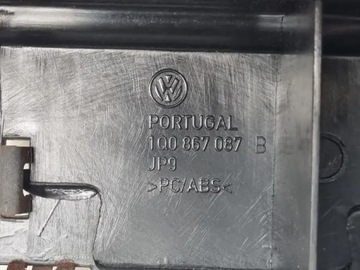 PORTUGAL
1Q0 867 087 B
JP9
>PC/ABS<